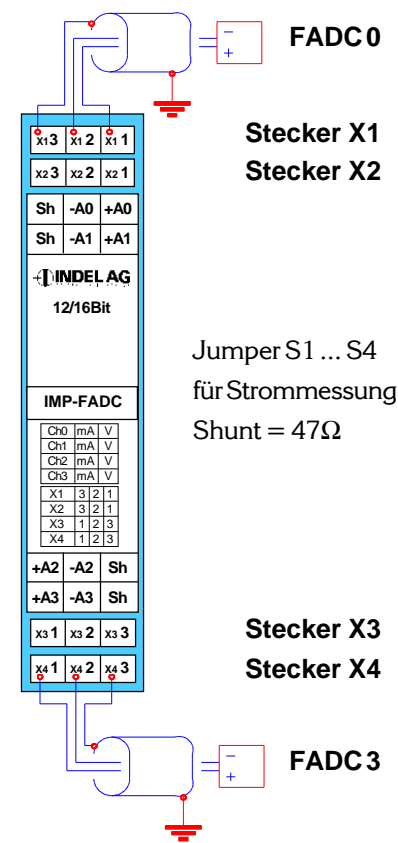 FADC 0
- +
X1 3 X1 2 X1 1
Stecker X1
X2 3 X2 2 X2 1
Stecker X2
Sh -A0 +A0
Sh -A1 +A1
INDEL AG
12/16Bit
Jumper S1 ... S4
für Strommessung
Shunt = 47Ω
IMP-FADC
Ch0 mA V
Ch1 mA V
Ch2 mA V
Ch3 mA V
X1 3 2 1
X2 3 2 1
X3 1 2 3
X4 1 2 3
+A2 -A2 Sh
+A3 -A3 Sh
X3 1 X3 2 X3 3
Stecker X3
X4 1 X4 2 X4 3
Stecker X4
- +
FADC 3